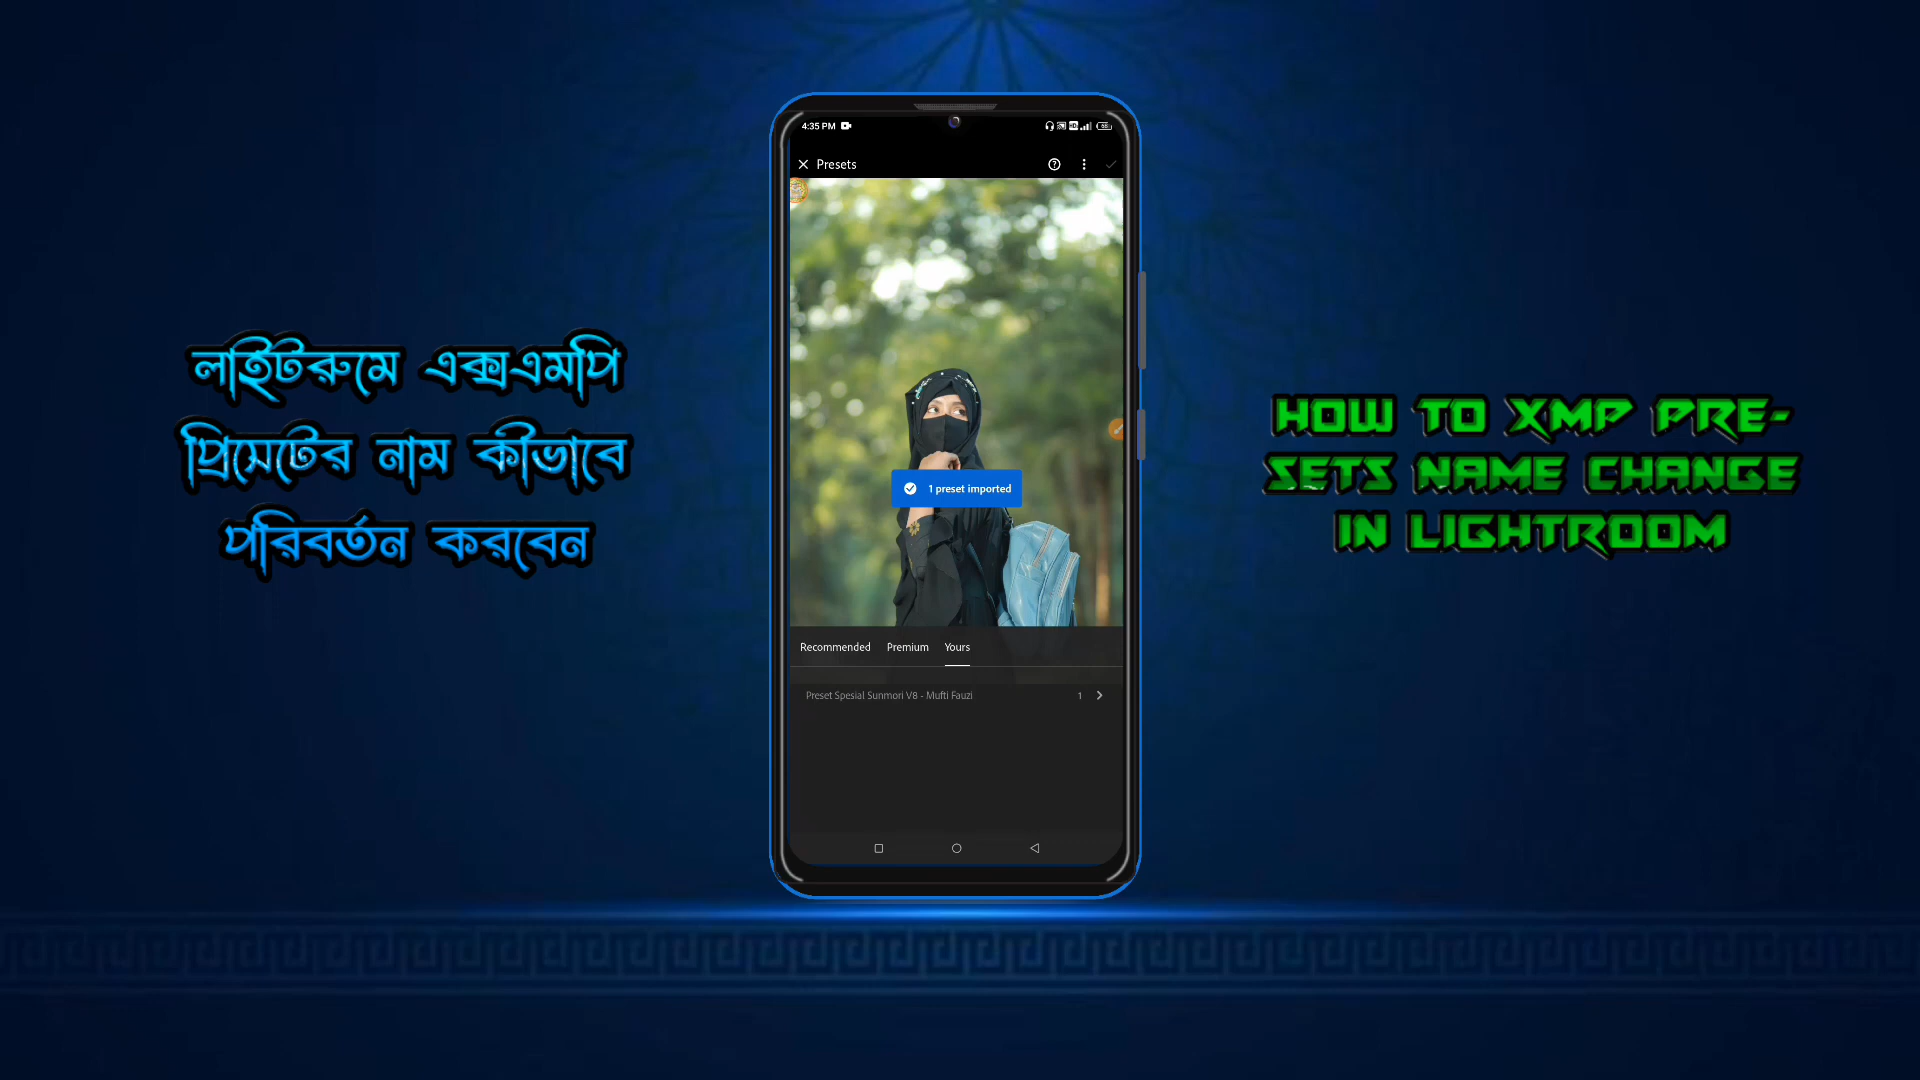 লাইটরুমে এক্সএমপি
প্রিসেটের নাম কীভাবে
পরিবর্তন করবেন
4:35 PM
Presets
1 preset imported
Recommended Premium Yours
Preset Spesial Sunmori V8 - Mufti Fauzi 1
HOW TO XMP PRE-
SETS NAME CHANGE
IN LIGHTROOM